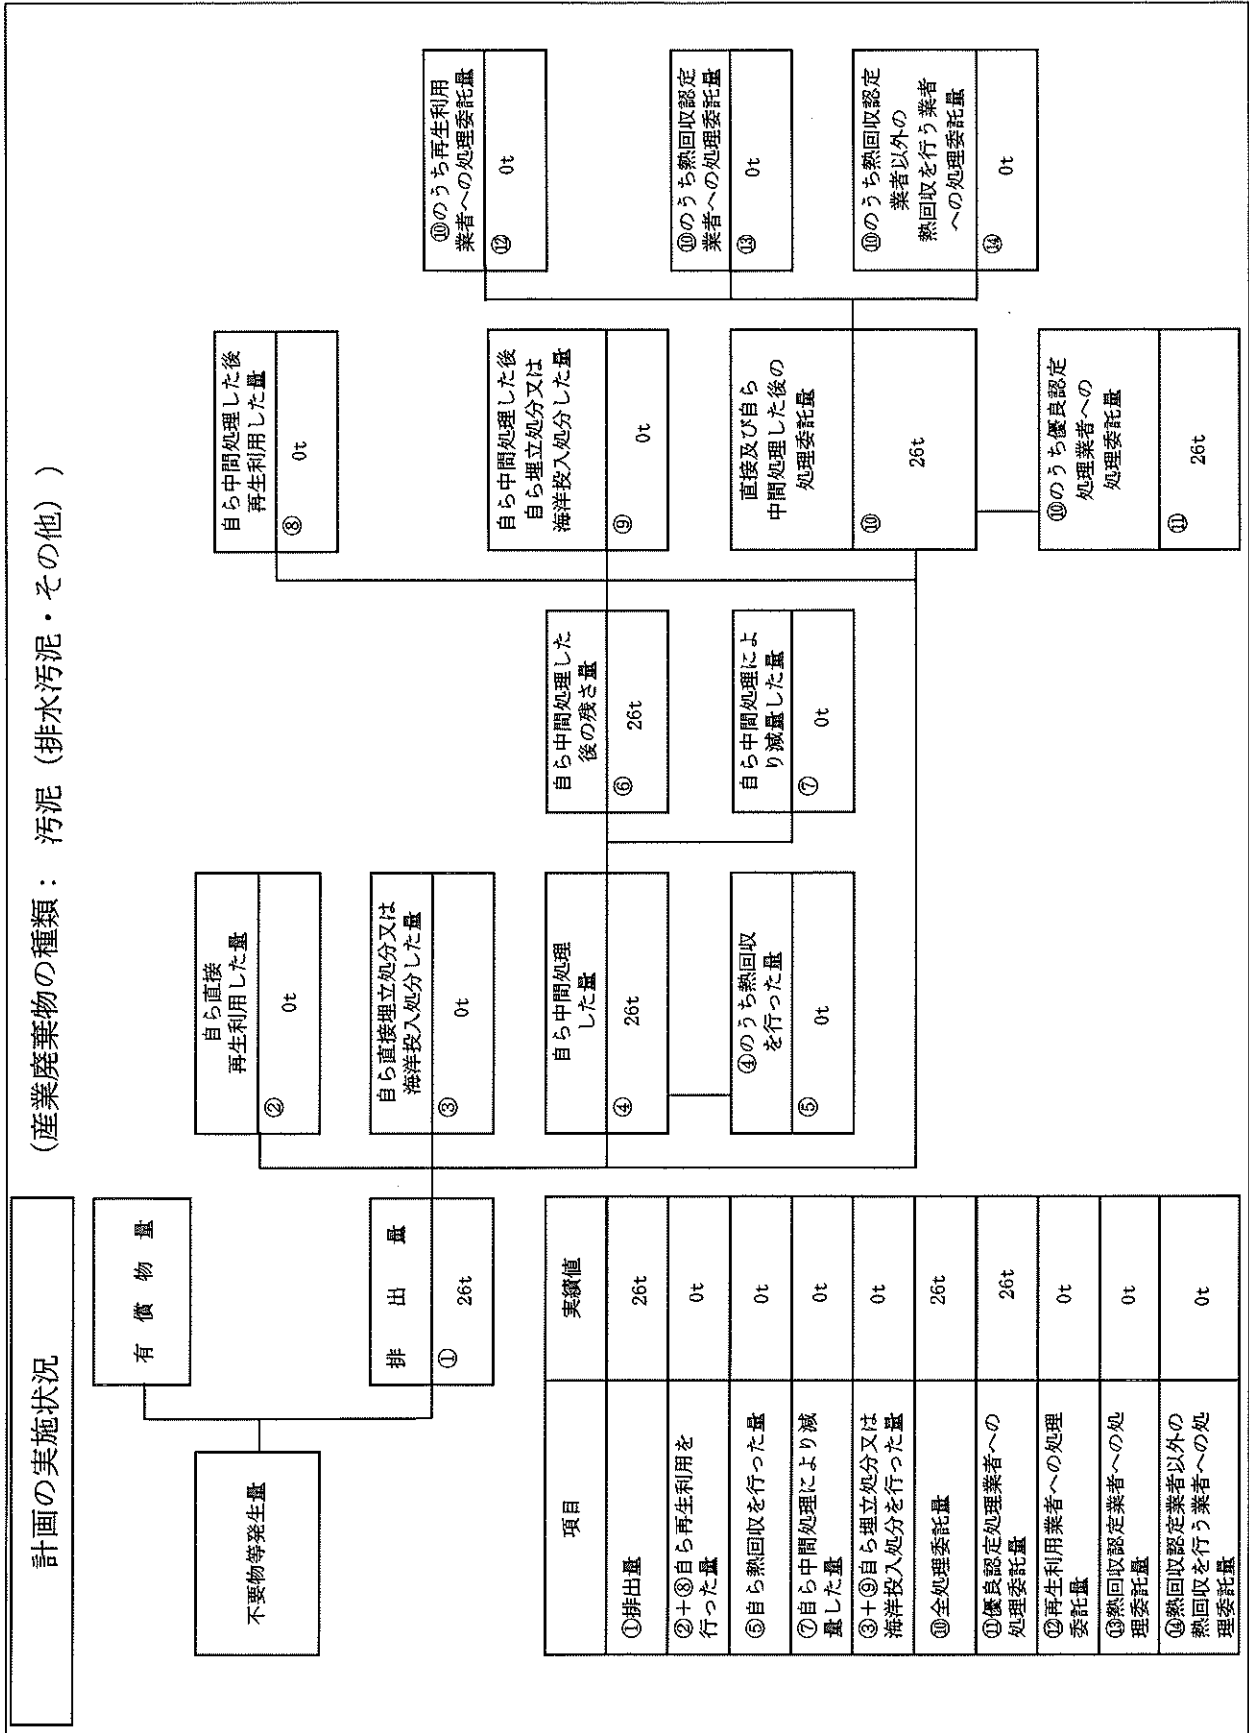 計画の実施状況
(産業廃棄物の種類： 汚泥（排水汚泥・その他）)
不要物等発生量
有償物量
排出量
①
26t
自ら直接
再生利用した量
②
0t
自ら直接埋立処分又は
海洋投入処分した量
③
0t
自ら中間処理
した量
④
26t
④のうち熱回収
を行った量
⑤
0t
自ら中間処理した
後の残さ量
⑥
26t
自ら中間処理によ
り減量した量
⑦
0t
自ら中間処理した後
再生利用した量
⑧
0t
自ら中間処理した後
自ら埋立処分又は
海洋投入処分した量
⑨
0t
直接及び自ら
中間処理した後の
処理委託量
⑩
26t
⑩のうち優良認定
処理業者への
処理委託量
⑪
26t
⑩のうち再生利用
業者への処理委託量
⑫
0t
⑩のうち熱回収認定
業者への処理委託量
⑬
0t
⑩のうち熱回収認定
業者以外の
熱回収を行う業者
への処理委託量
⑭
0t
項目 実績値
①排出量 26t
②＋⑧自ら再生利用を
行った量 0t
⑤自ら熱回収を行った量 0t
⑦自ら中間処理により減
量した量 0t
③＋⑨自ら埋立処分又は
海洋投入処分を行った量 0t
⑩全処理委託量 26t
⑪優良認定処理業者への
処理委託量 26t
⑫再生利用業者への処理
委託量 0t
⑬熱回収認定業者への処
理委託量 0t
⑭熱回収認定業者以外の
熱回収を行う業者への処
理委託量 0t